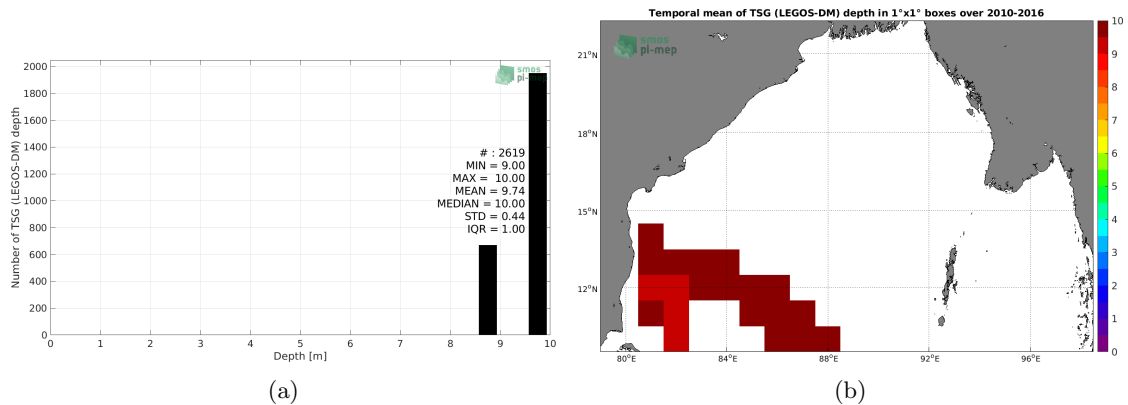 smos
pi-mep
Number of TSG (LEGOS-DM) depth
2000
1800
1600
1400
1200
1000
800
600
400
200
0
# : 2619
MIN = 9.00
MAX = 10.00
MEAN = 9.74
MEDIAN = 10.00
STD = 0.44
IQR = 1.00
0 1 2 3 4 5 6 7 8 9 10
Depth [m]
(a)
Temporal mean of TSG (LEGOS-DM) depth in 1°x1° boxes over 2010-2016
smos
pi-mep
21°N
18°N
15°N
12°N
80°E 84°E 88°E 92°E 96°E
10
9
8
7
6
5
4
3
2
1
0
(b)